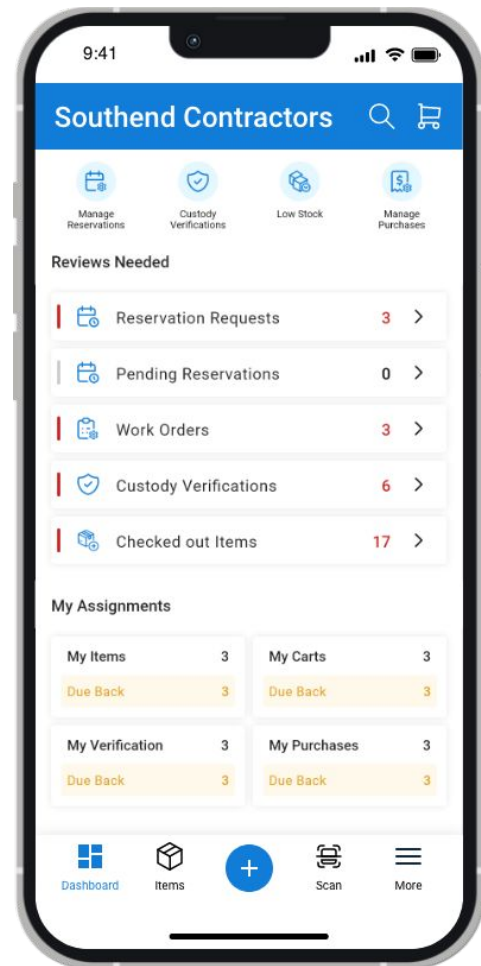 9:41
Southend Contractors
Manage
Reservations
Custody
Verifications
Low Stock
Manage
Purchases
Reviews Needed
Reservation Requests 3
Pending Reservations 0
Work Orders 3
Custody Verifications 6
Checked out Items 17
My Assignments
My Items 3
Due Back 3
My Carts 3
Due Back 3
My Verification 3
Due Back 3
My Purchases 3
Due Back 3
Dashboard
Items
Scan
More